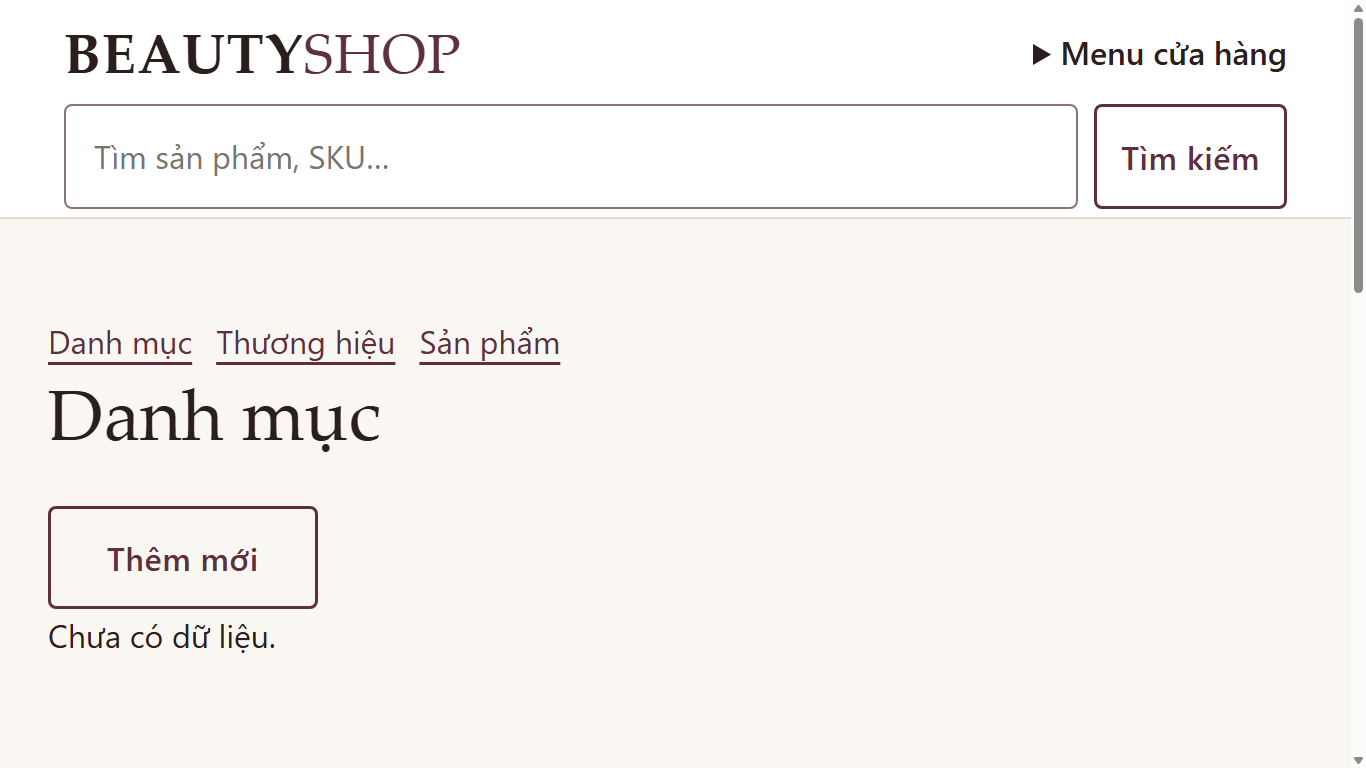 BEAUTYSHOP
▶ Menu cửa hàng
Tìm sản phẩm, SKU...
Tìm kiếm
Danh mục Thương hiệu Sản phẩm
Danh mục
Thêm mới
Chưa có dữ liệu.